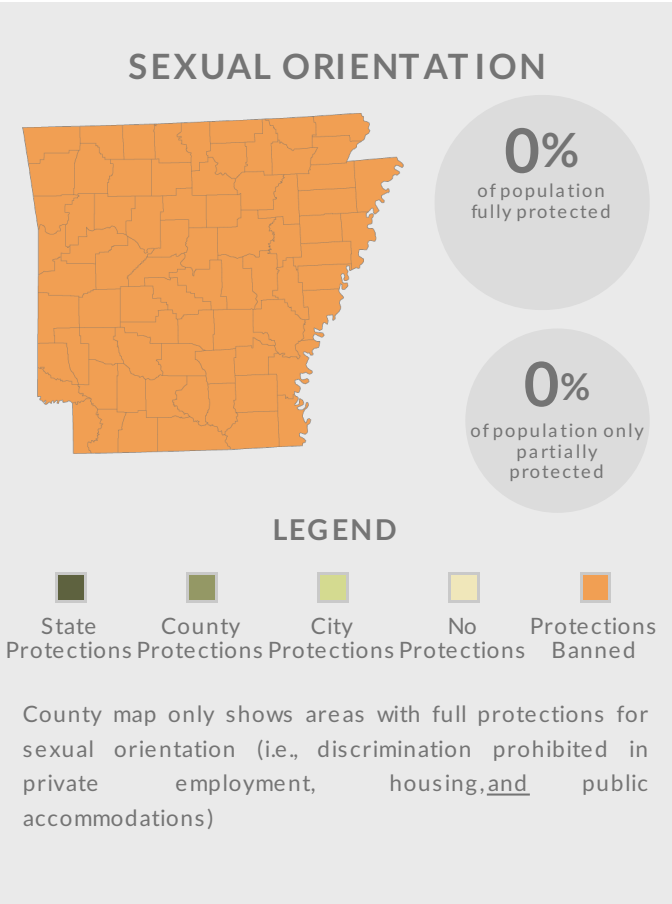 SEXUAL ORIENTATION
0%
of population
fully protected
0%
of population only
partially
protected
LEGEND
State
Protections
County
Protections
City
Protections
No
Protections
Protections
Banned
County map only shows areas with full protections for
sexual orientation (i.e., discrimination prohibited in
private employment, housing, and public
accommodations)